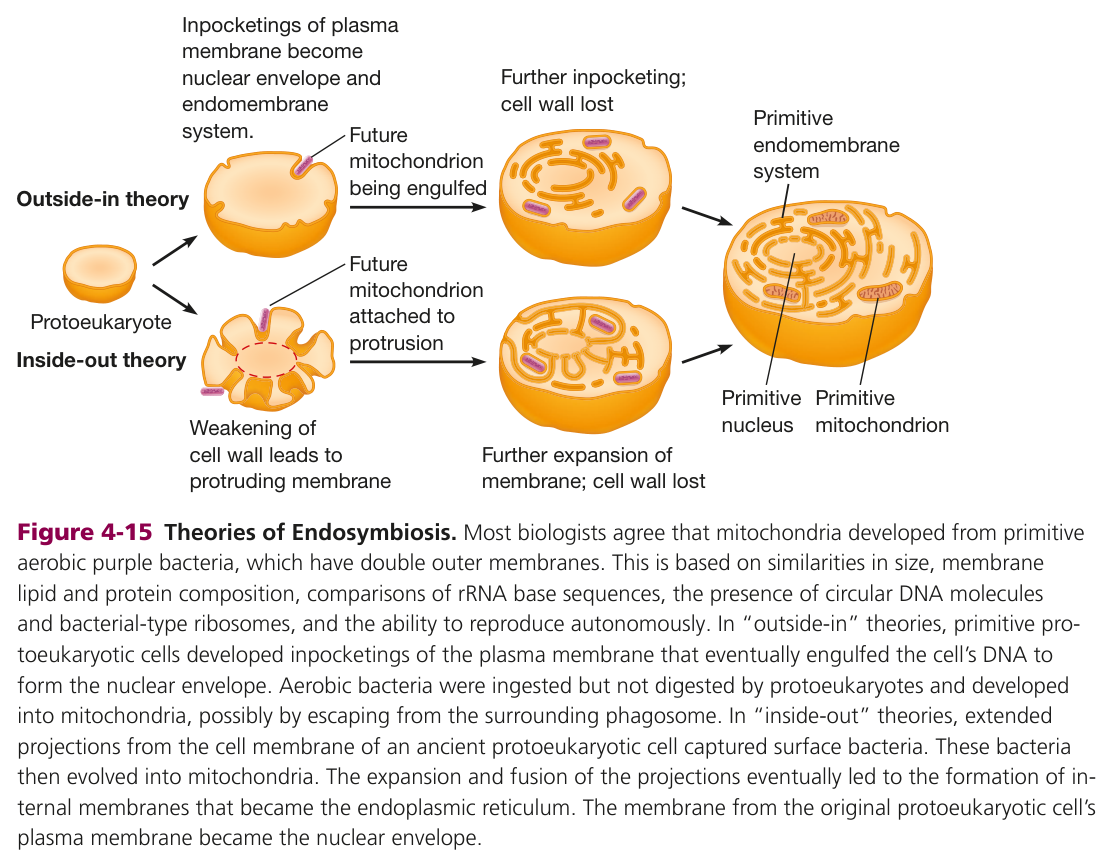 Inpocketings of plasma
membrane become
nuclear envelope and
endomembrane
system.
Future
mitochondrion
being engulfed
Further inpocketing;
cell wall lost
Primitive
endomembrane
system
Outside-in theory
Protoeukaryote
Inside-out theory
Future
mitochondrion
attached to
protrusion
Weakening of
cell wall leads to
protruding membrane
Further expansion of
membrane; cell wall lost
Primitive
nucleus
Primitive
mitochondrion
Figure 4-15 Theories of Endosymbiosis. Most biologists agree that mitochondria developed from primitive
aerobic purple bacteria, which have double outer membranes. This is based on similarities in size, membrane
lipid and protein composition, comparisons of rRNA base sequences, the presence of circular DNA molecules
and bacterial-type ribosomes, and the ability to reproduce autonomously. In “outside-in” theories, primitive pro-
toeukaryotic cells developed inpocketings of the plasma membrane that eventually engulfed the cell’s DNA to
form the nuclear envelope. Aerobic bacteria were ingested but not digested by protoeukaryotes and developed
into mitochondria, possibly by escaping from the surrounding phagosome. In “inside-out” theories, extended
projections from the cell membrane of an ancient protoeukaryotic cell captured surface bacteria. These bacteria
then evolved into mitochondria. The expansion and fusion of the projections eventually led to the formation of in-
ternal membranes that became the endoplasmic reticulum. The membrane from the original protoeukaryotic cell’s
plasma membrane became the nuclear envelope.